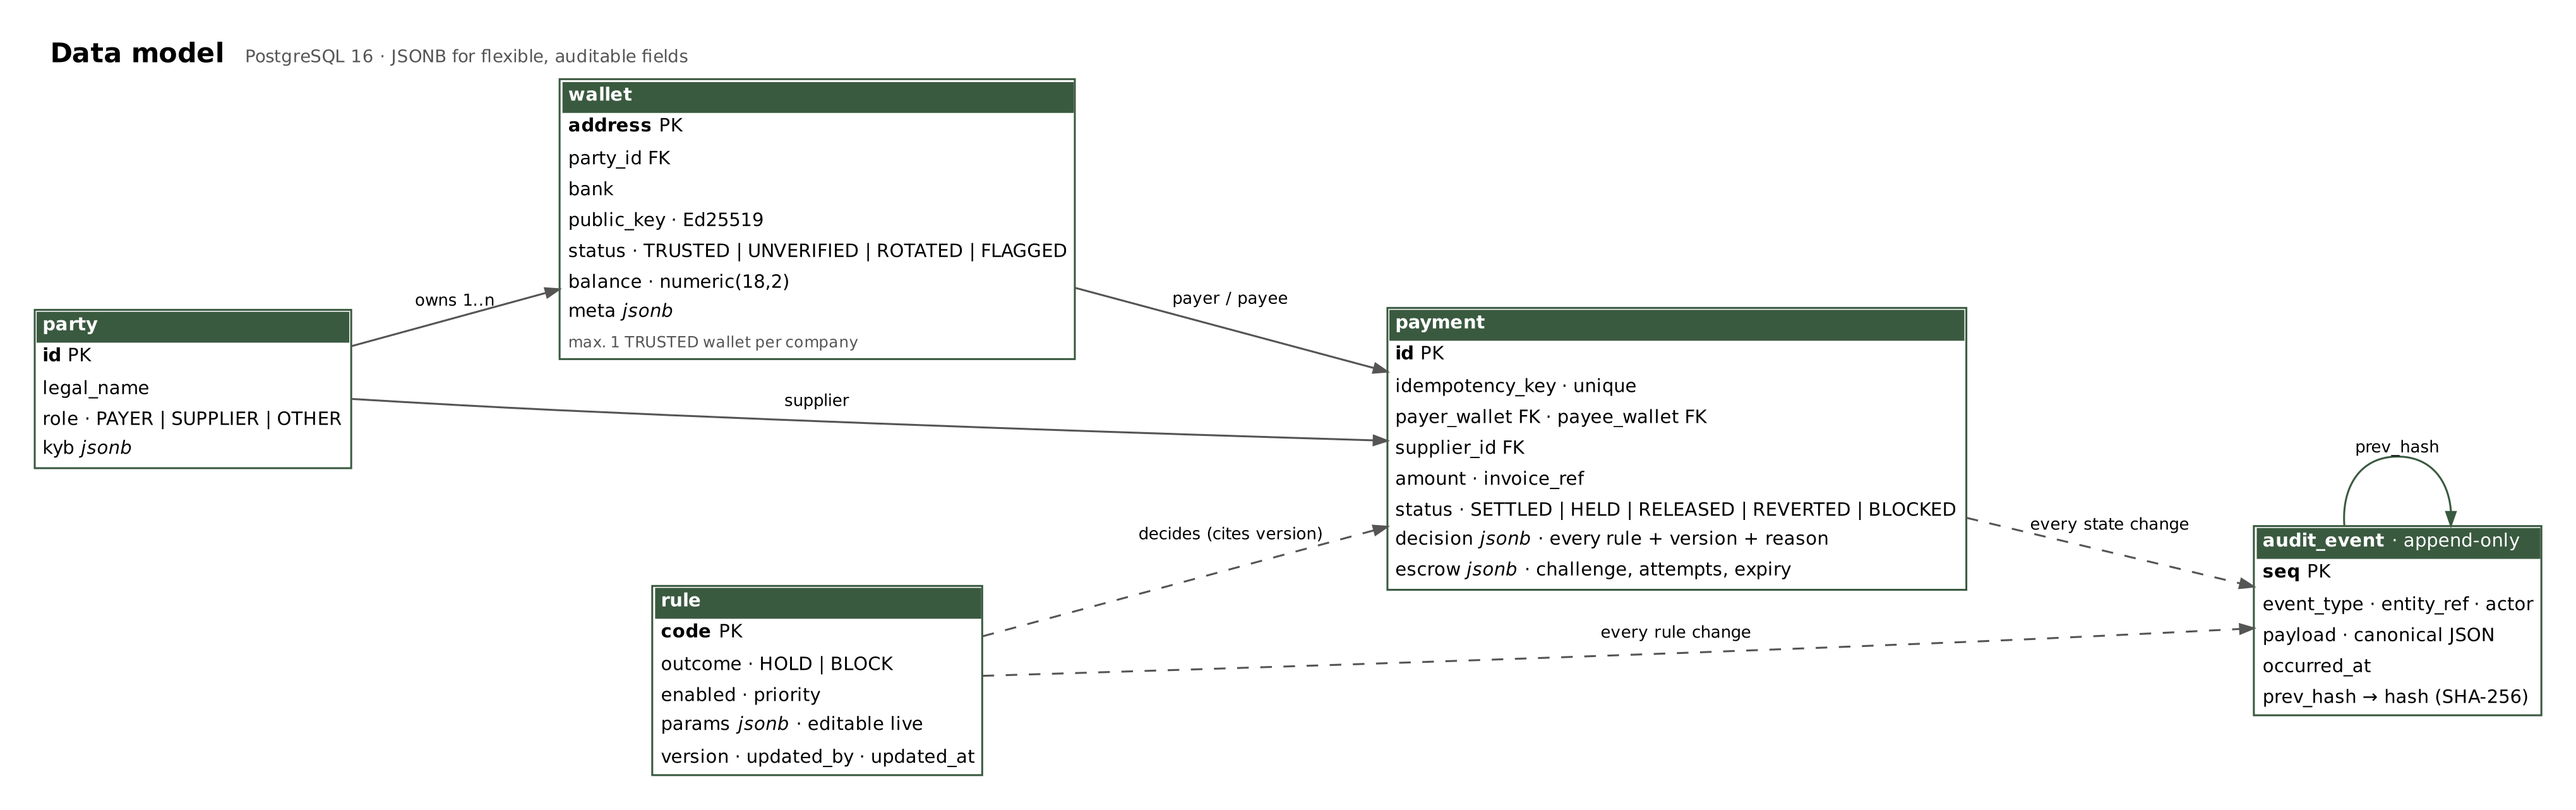 Data model PostgreSQL 16 · JSONB for flexible, auditable fields
wallet
address PK
party_id FK
bank
public_key · Ed25519
status · TRUSTED | UNVERIFIED | ROTATED | FLAGGED
balance · numeric(18,2)
meta jsonb
max. 1 TRUSTED wallet per company
owns 1..n
payer / payee
party
id PK
legal_name
role · PAYER | SUPPLIER | OTHER
kyb jsonb
supplier
payment
id PK
idempotency_key · unique
payer_wallet FK · payee_wallet FK
supplier_id FK
amount · invoice_ref
status · SETTLED | HELD | RELEASED | REVERTED | BLOCKED
decision jsonb · every rule + version + reason
escrow jsonb · challenge, attempts, expiry
decides (cites version)
every state change
prev_hash
rule
code PK
outcome · HOLD | BLOCK
enabled · priority
params jsonb · editable live
version · updated_by · updated_at
every rule change
audit_event · append-only
seq PK
event_type · entity_ref · actor
payload · canonical JSON
occurred_at
prev_hash → hash (SHA-256)